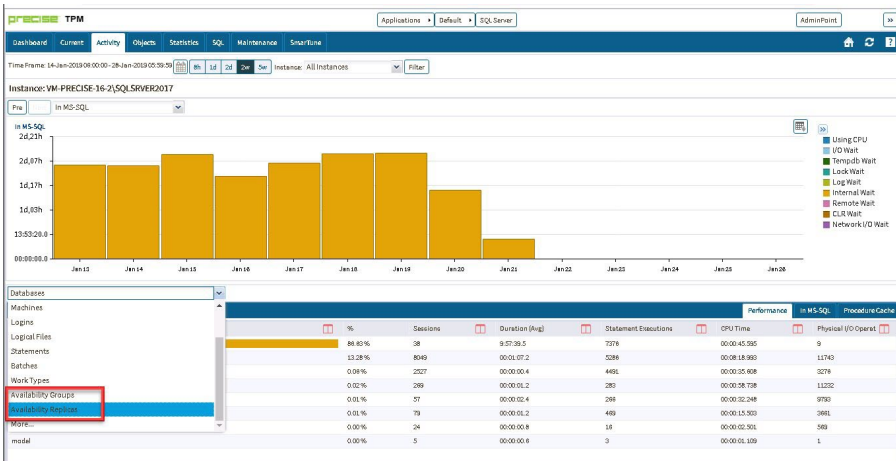 precise TPM
Applications Default SQL Server
AdminPoint »
Dashboard Current Activity Objects Statistics SQL Maintenance SmarTune ?
Time Frame: 14-Jan-2019 06:00:00 - 28-Jan-2019 05:59:59 8h 1d 2d 2w 5w Instance: All Instances Filter
Instance: VM-PRECISE-16-2\SQLSRVER2017
Pre In MS-SQL
In MS-SQL
2d,21h
2d,07h
1d,17h
1d,03h
13:53:20.0
00:00:00.0
Jan 13 Jan 14 Jan 15 Jan 16 Jan 17 Jan 18 Jan 19 Jan 20 Jan 21 Jan 22 Jan 23 Jan 24 Jan 25 Jan 26
»
Using CPU
I/O Wait
Tempdb Wait
Lock Wait
Log Wait
Internal Wait
Remote Wait
CLR Wait
Network I/O Wait
Databases
Machines
Logins
Logical Files
Statements
Batches
Work Types
Availability Groups
Availability Replicas
More...
model
Performance In MS-SQL Procedure Cache
% Sessions Duration (Avg) Statement Executions CPU Time Physical I/O Operat
86.63 % 38 9:57:39.5 7376 00:00:45.595 9
13.28 % 8049 00:01:07.2 5286 00:08:18.993 11743
0.09 % 2527 00:00:00.4 4491 00:00:35.608 3276
0.02 % 269 00:00:01.2 283 00:00:58.738 11232
0.01 % 57 00:00:02.4 266 00:00:32.248 9793
0.01 % 79 00:00:01.2 469 00:00:15.503 3661
0.00 % 24 00:00:00.8 16 00:00:02.501 569
0.00 % 5 00:00:00.6 3 00:00:01.109 1